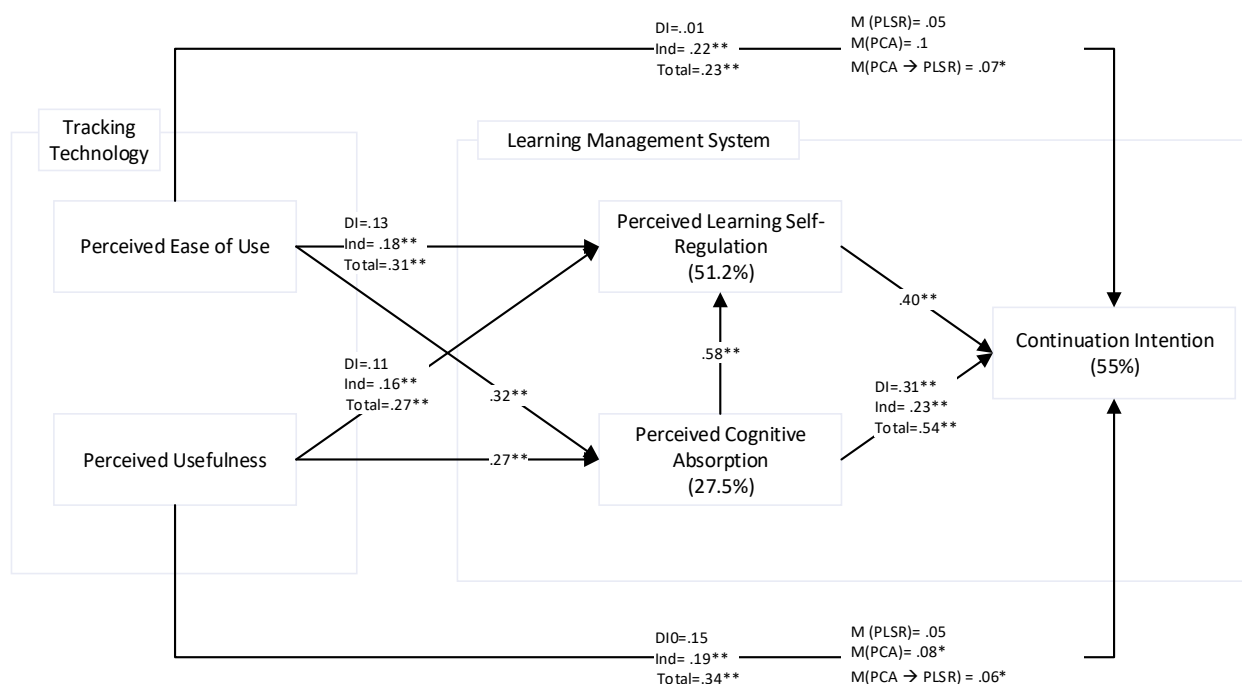 DI=..01
Ind= .22**
Total=.23**
M (PLSR)= .05
M(PCA)= .1
M(PCA → PLSR) = .07*
Tracking
Technology
Learning Management System
Perceived Ease of Use
DI=.13
Ind= .18**
Total=.31**
Perceived Learning Self-
Regulation
(51.2%)
.40**
Continuation Intention
(55%)
.58**
DI=.11
Ind= .16**
Total=.27**
.32**
DI=.31**
Ind= .23**
Total=.54**
Perceived Usefulness
.27**
Perceived Cognitive
Absorption
(27.5%)
DI0=.15
Ind= .19**
Total=.34**
M (PLSR)= .05
M(PCA)= .08*
M(PCA → PLSR) = .06*